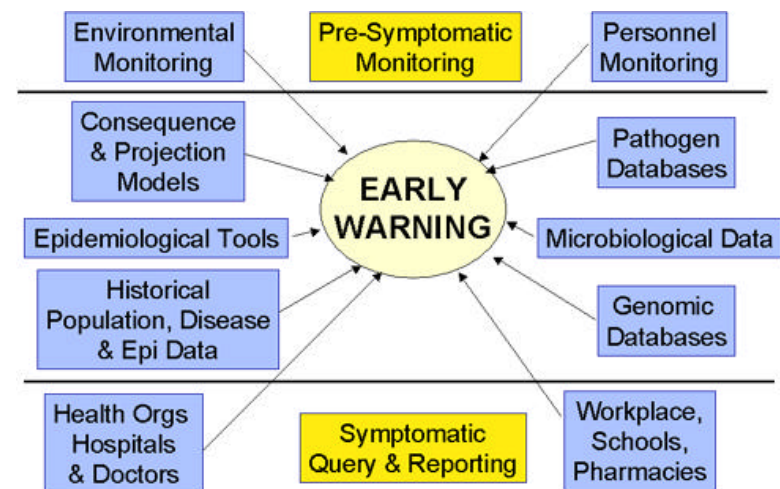 Environmental
Monitoring
Pre-Symptomatic
Monitoring
Personnel
Monitoring
Consequence
& Projection
Models
Pathogen
Databases
EARLY
WARNING
Epidemiological Tools
Microbiological Data
Historical
Population, Disease
& Epi Data
Genomic
Databases
Health Orgs
Hospitals
& Doctors
Symptomatic
Query & Reporting
Workplace,
Schools,
Pharmacies